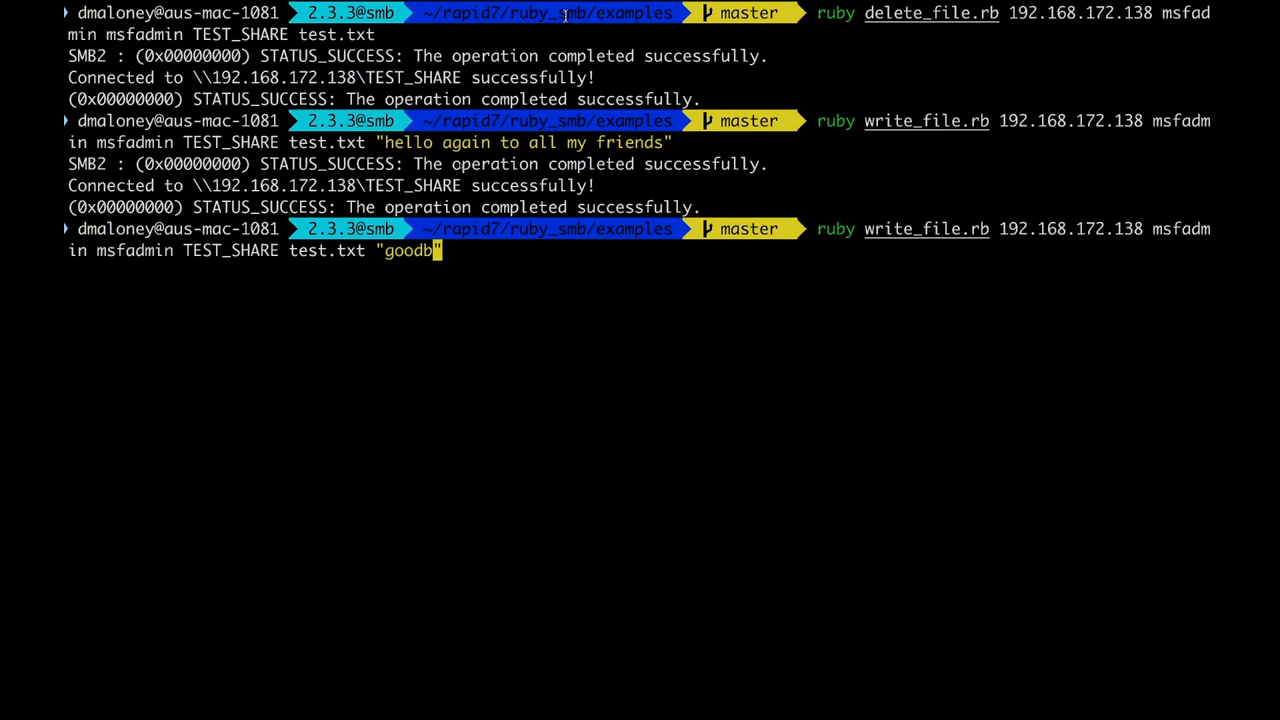 dmaloney@aus-mac-1081 2.3.3@smb ~/rapid7/ruby_smb/examples master ruby delete_file.rb 192.168.172.138 msfad
min msfadmin TEST_SHARE test.txt
SMB2 : (0x00000000) STATUS_SUCCESS: The operation completed successfully.
Connected to \\192.168.172.138\TEST_SHARE successfully!
(0x00000000) STATUS_SUCCESS: The operation completed successfully.
dmaloney@aus-mac-1081 2.3.3@smb ~/rapid7/ruby_smb/examples master ruby write_file.rb 192.168.172.138 msfadm
in msfadmin TEST_SHARE test.txt "hello again to all my friends"
SMB2 : (0x00000000) STATUS_SUCCESS: The operation completed successfully.
Connected to \\192.168.172.138\TEST_SHARE successfully!
(0x00000000) STATUS_SUCCESS: The operation completed successfully.
dmaloney@aus-mac-1081 2.3.3@smb ~/rapid7/ruby_smb/examples master ruby write_file.rb 192.168.172.138 msfadm
in msfadmin TEST_SHARE test.txt "goodb"